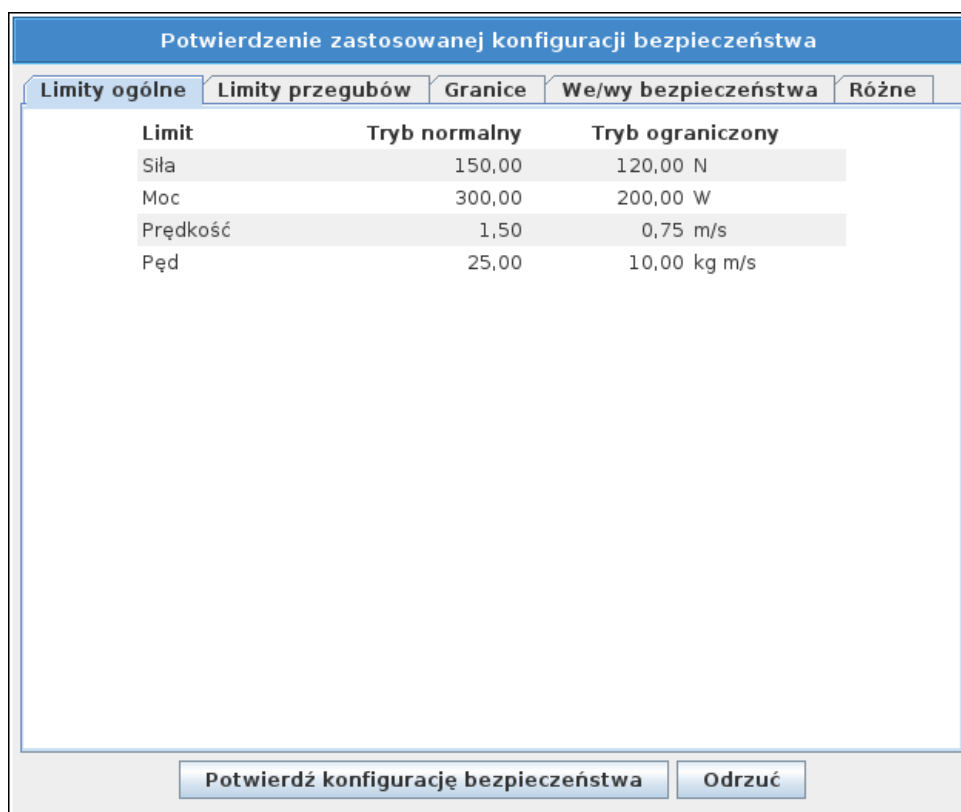 Potwierdzenie zastosowanej konfiguracji bezpieczeństwa
Limity ogólne Limity przegubów Granice We/wy bezpieczeństwa Różne
Limit Tryb normalny Tryb ograniczony
Siła 150,00 120,00 N
Moc 300,00 200,00 W
Prędkość 1,50 0,75 m/s
Pęd 25,00 10,00 kg m/s
Potwierdź konfigurację bezpieczeństwa Odrzuć